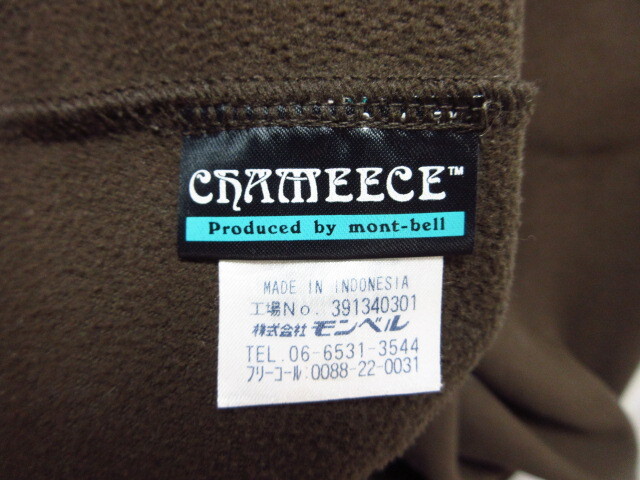 CHAMEECE™
Produced by mont-bell
MADE IN INDONESIA
工場No. 391340301
株式会社 モンベル
TEL. 06-6531-3544
フリーコール:0088-22-0031